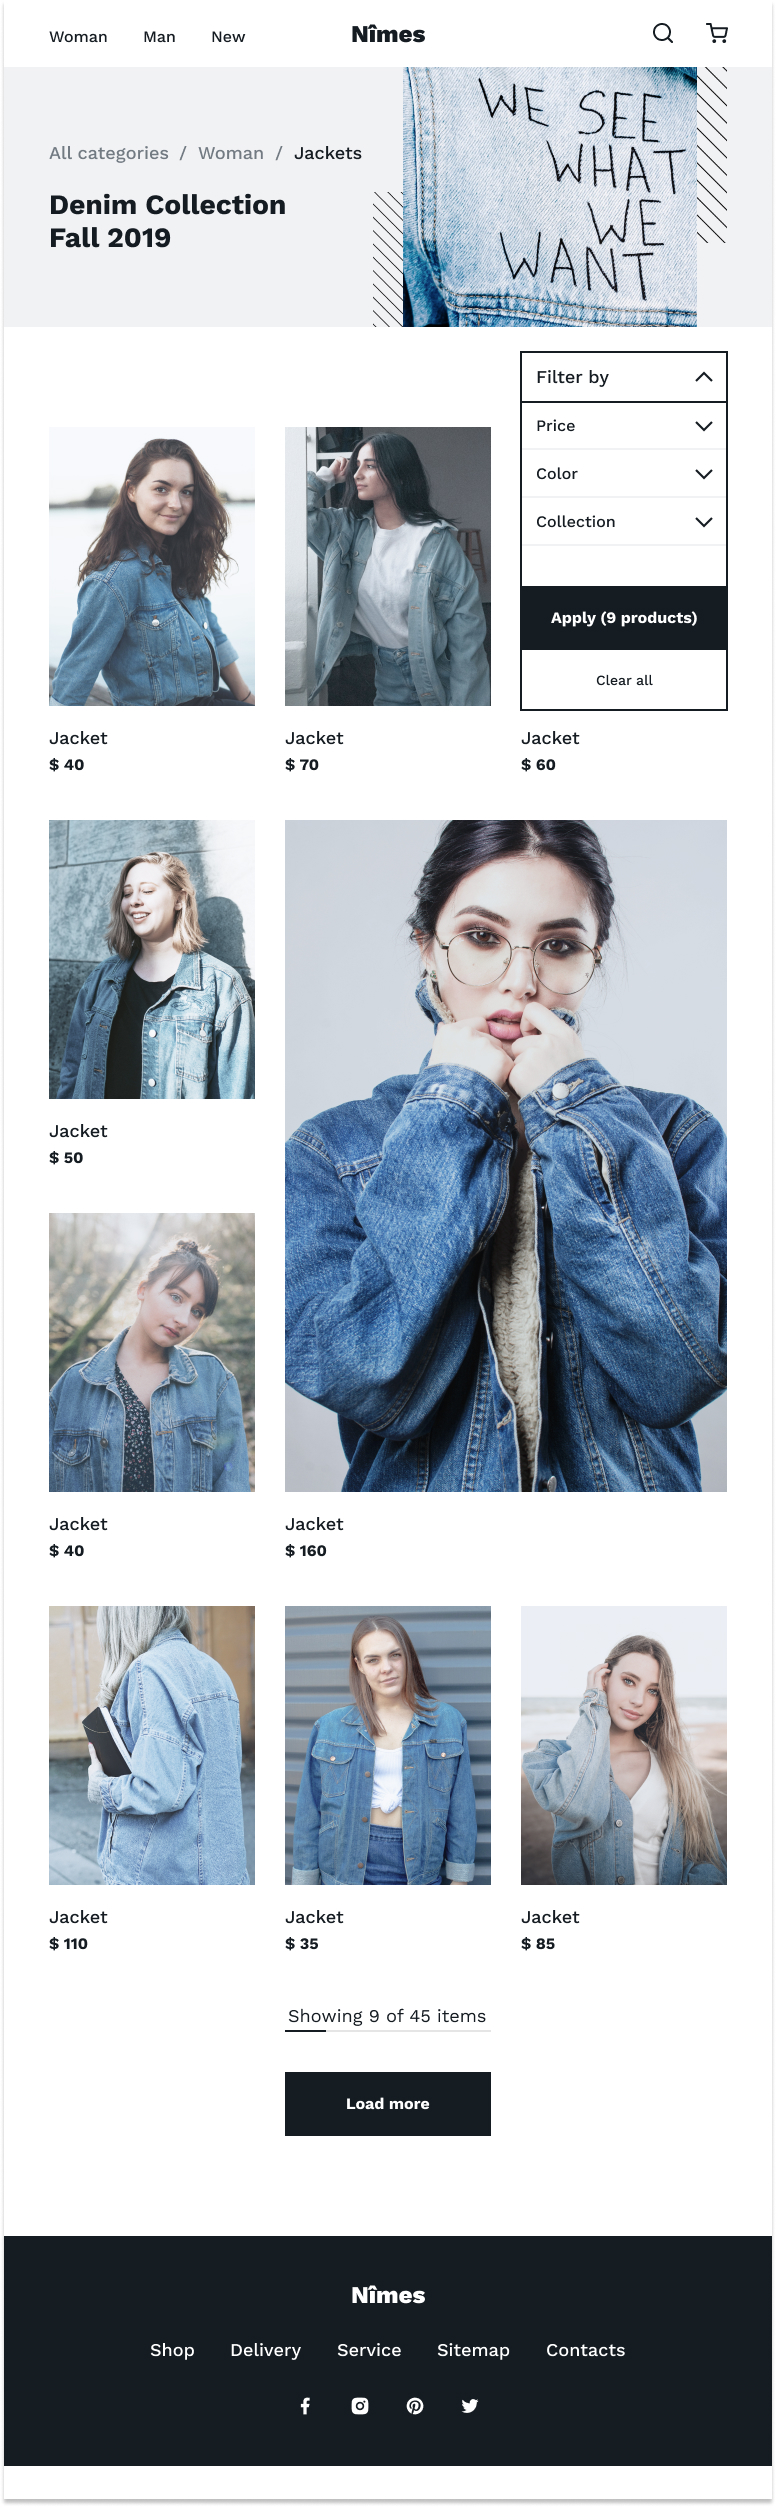 Woman Man New Nîmes
All categories / Woman / Jackets
Denim Collection
Fall 2019
WE SEE
WHAT
WE
WANT
Filter by
Price
Color
Collection
Apply (9 products)
Clear all
Jacket
$ 40
Jacket
$ 70
Jacket
$ 60
Jacket
$ 50
Jacket
$ 40
Jacket
$ 160
Jacket
$ 110
Jacket
$ 35
Jacket
$ 85
Showing 9 of 45 items
Load more
Nîmes
Shop Delivery Service Sitemap Contacts